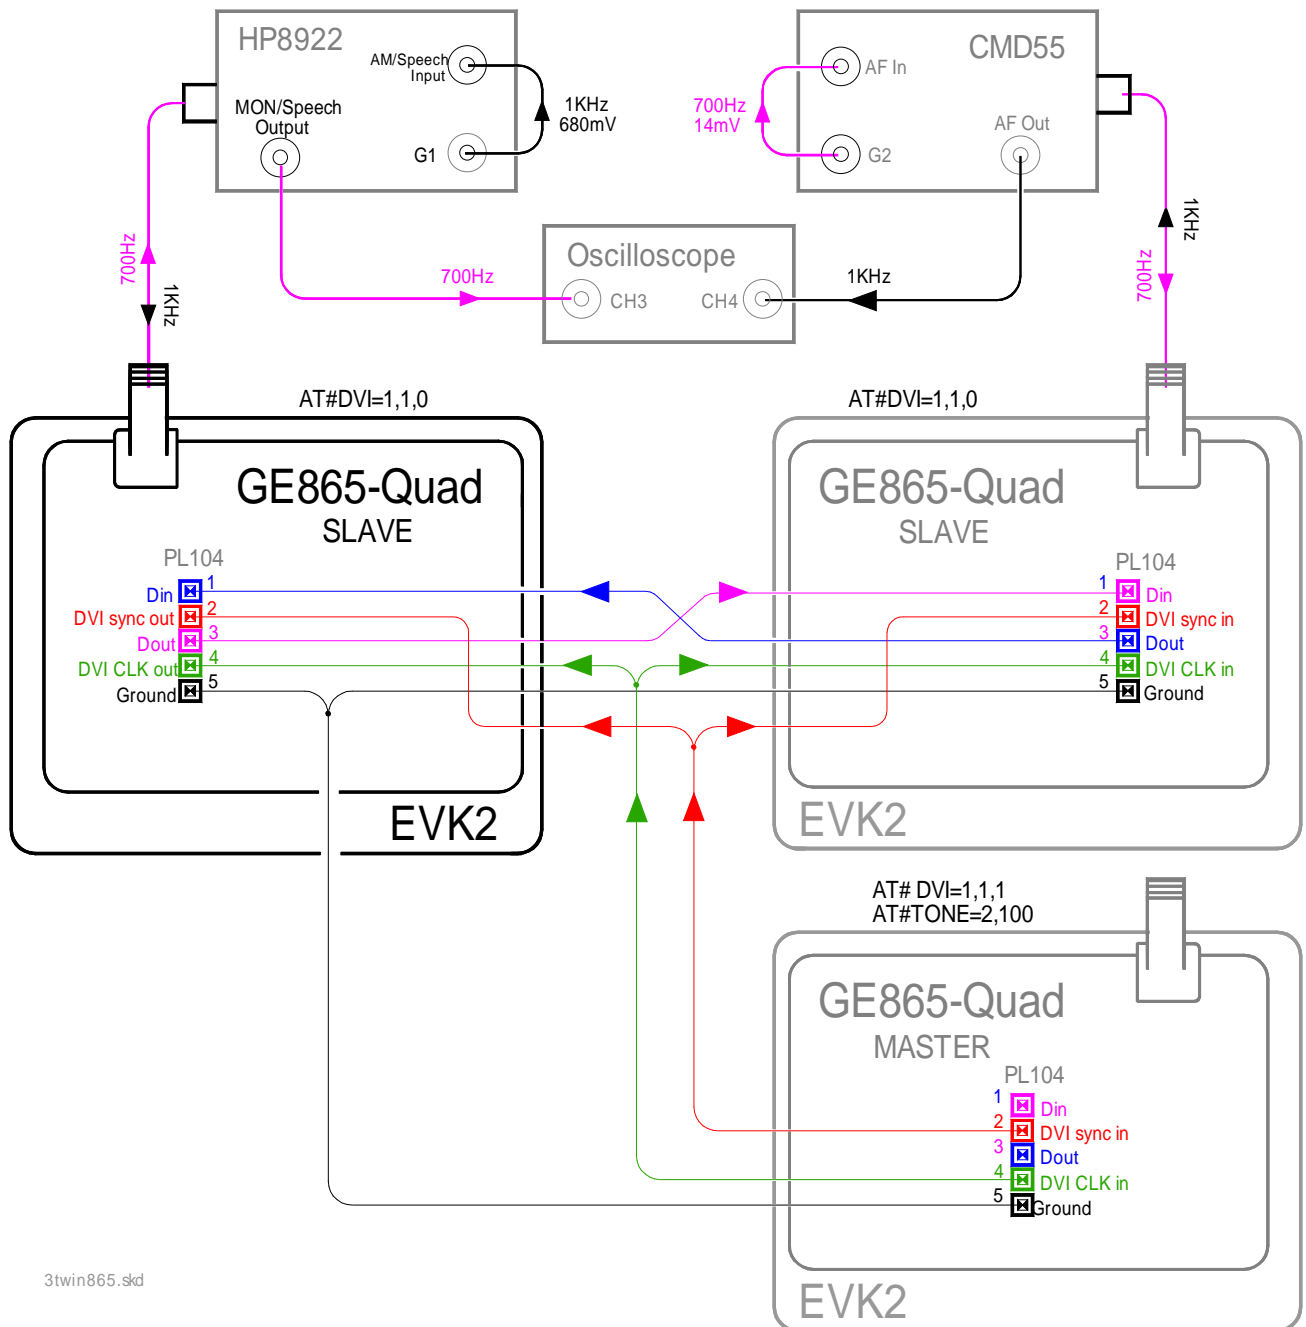 HP8922
AM/Speech
Input
MON/Speech
Output
G1
1KHz
680mV
CMD55
AF In
700Hz
14mV
G2
AF Out
Oscilloscope
CH3
CH4
700Hz
1KHz
700Hz
1KHz
1KHz
700Hz
AT#DVI=1,1,0
GE865-Quad
SLAVE
PL104
Din 1
DVI sync out 2
Dout 3
DVI CLK out 4
Ground 5
EVK2
AT#DVI=1,1,0
GE865-Quad
SLAVE
PL104
1 Din
2 DVI sync in
3 Dout
4 DVI CLK in
5 Ground
EVK2
AT# DVI=1,1,1
AT#TONE=2,100
GE865-Quad
MASTER
PL104
1 Din
2 DVI sync in
3 Dout
4 DVI CLK in
5 Ground
EVK2
3twin865.skd